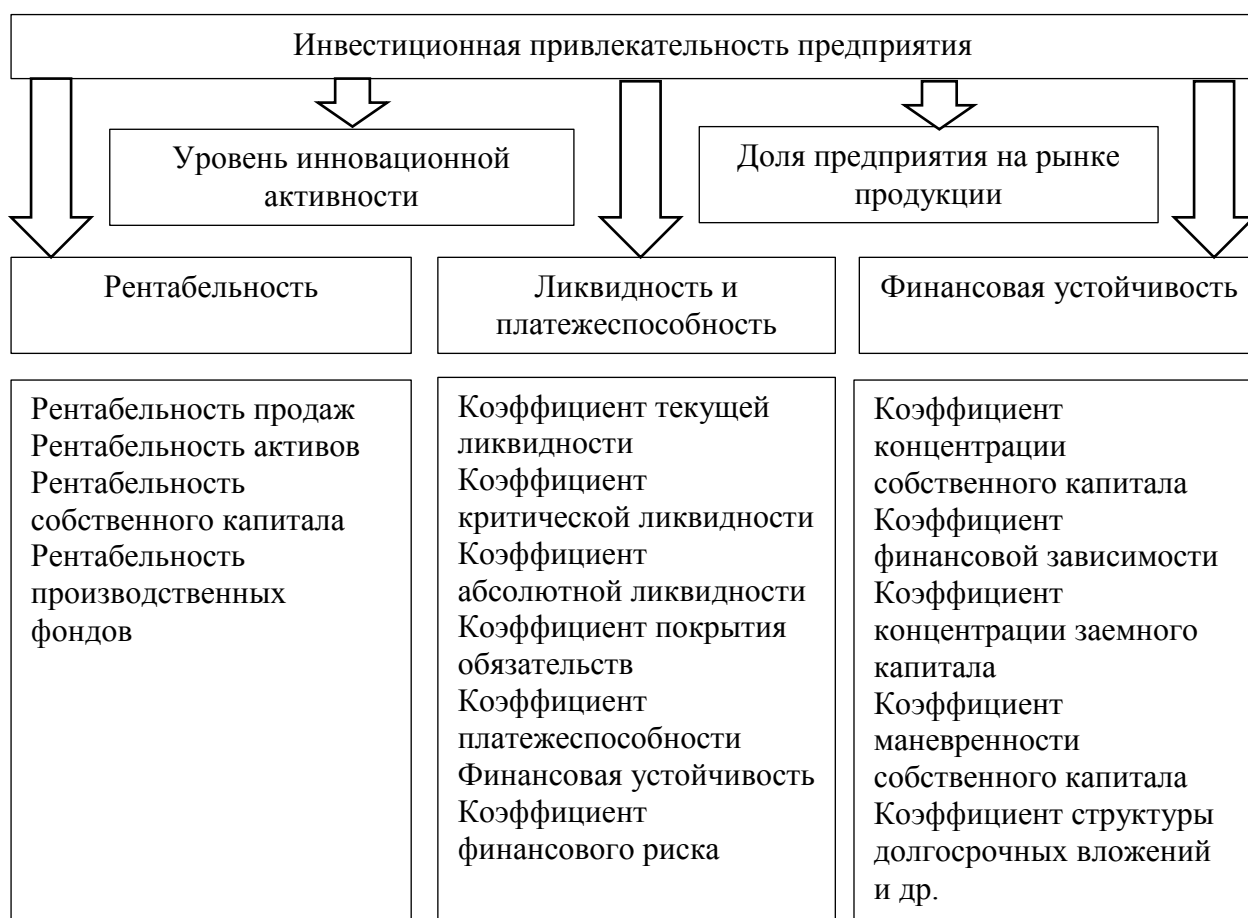 Инвестиционная привлекательность предприятия
Уровень инновационной
активности
Доля предприятия на рынке
продукции
Рентабельность
Ликвидность и
платежеспособность
Финансовая устойчивость
Рентабельность продаж
Рентабельность активов
Рентабельность
собственного капитала
Рентабельность
производственных
фондов
Коэффициент текущей
ликвидности
Коэффициент
критической ликвидности
Коэффициент
абсолютной ликвидности
Коэффициент покрытия
обязательств
Коэффициент
платежеспособности
Финансовая устойчивость
Коэффициент
финансового риска
Коэффициент
концентрации
собственного капитала
Коэффициент
финансовой зависимости
Коэффициент
концентрации заемного
капитала
Коэффициент
маневренности
собственного капитала
Коэффициент структуры
долгосрочных вложений
и др.